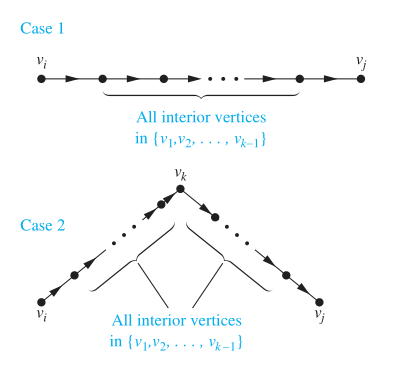 Case 1
v_i v_j
All interior vertices
in {v_1,v_2, . . . , v_{k−1}}
v_k
Case 2
v_i v_j
All interior vertices
in {v_1,v_2, . . . , v_{k−1}}